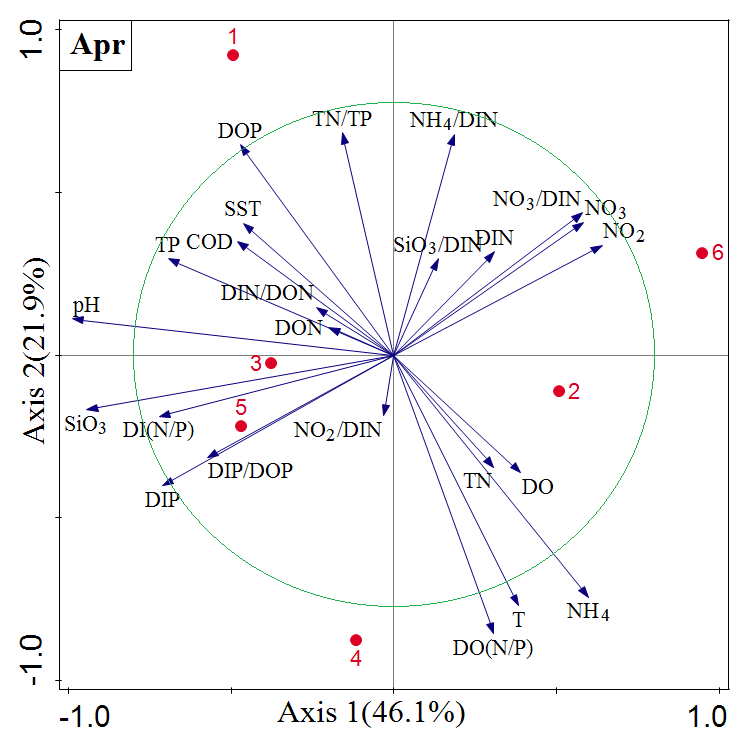 1.0
Apr
1
DOP
TN/TP
NH₄/DIN
NO₃/DIN
NO₃
SST
NO₂
TP
COD
SiO₃/DIN
DIN
6
DIN/DON
pH
DON
3
2
SiO₃
DI(N/P)
5
NO₂/DIN
DIP/DOP
DIP
TN
DO
T
NH₄
DO(N/P)
4
Axis 2(21.9%)
-1.0
-1.0
Axis 1(46.1%)
1.0